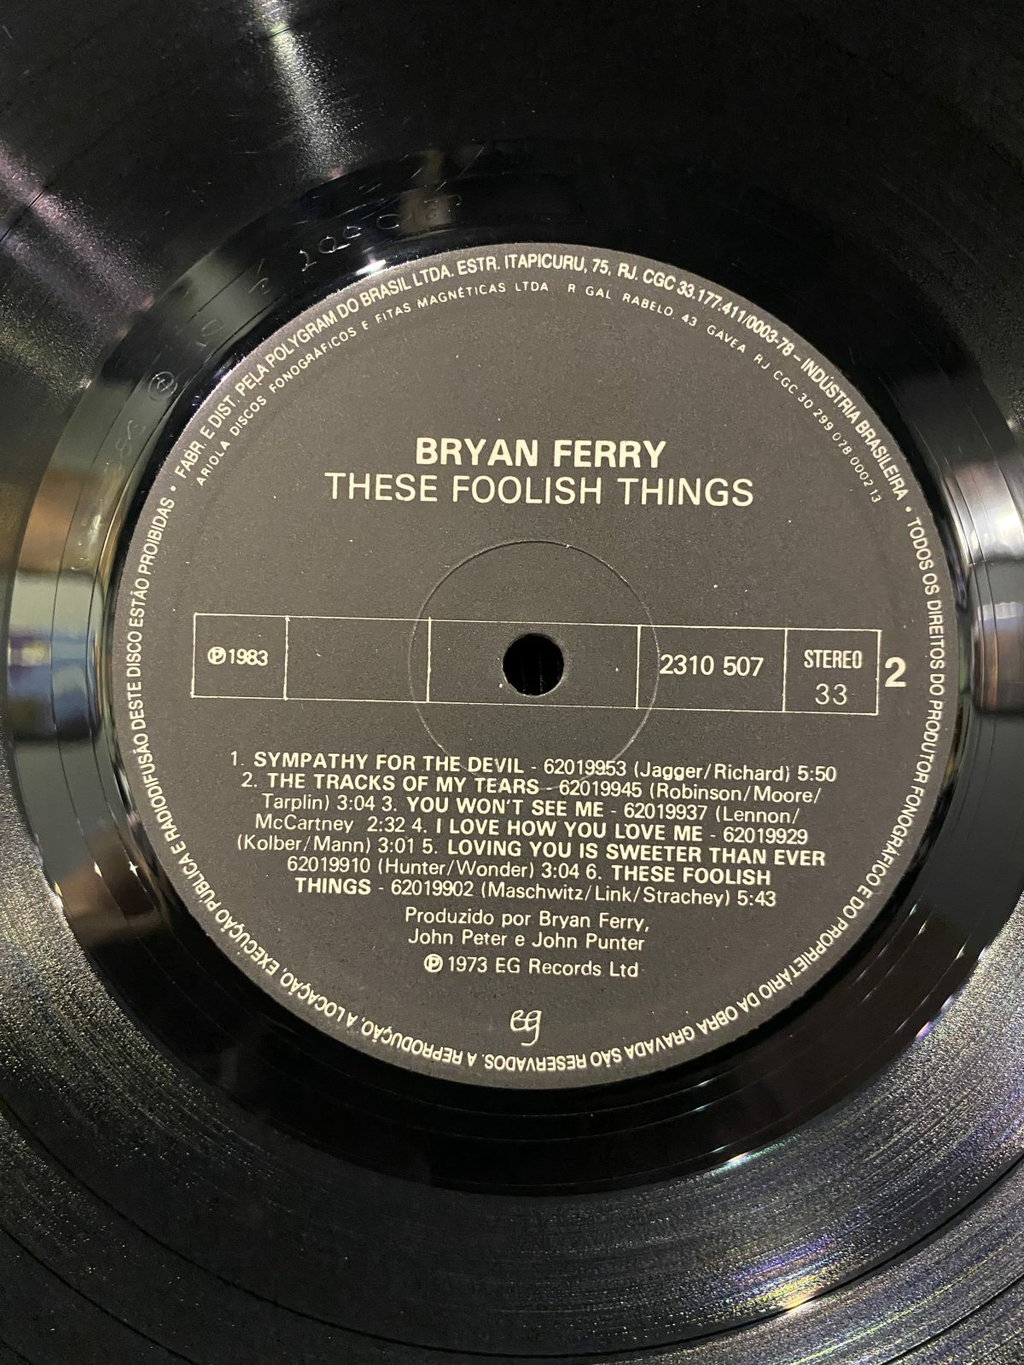 FABR. E DIST. PELA POLYGRAM DO BRASIL LTDA. ESTR. ITAPICURU, 75, RJ. CGC 33.177.411/0003-78 – INDÚSTRIA BRASILEIRA • TODOS OS DIREITOS DO PRODUTOR FONOGRÁFICO E DO PROPRIETÁRIO DA OBRA GRAVADA SÃO RESERVADOS. A REPRODUÇÃO, A LOCAÇÃO, EXECUÇÃO PÚBLICA E RADIODIFUSÃO DESTE DISCO ESTÃO PROIBIDAS •
ARIOLA DISCOS FONOGRÁFICOS E FITAS MAGNÉTICAS LTDA R GAL RABELO 43 GAVEA RJ CGC 30 299 078 0002 13
BRYAN FERRY
THESE FOOLISH THINGS
℗1983 2310 507 STEREO 33 2
1. SYMPATHY FOR THE DEVIL - 62019953 (Jagger/Richard) 5:50
2. THE TRACKS OF MY TEARS - 62019945 (Robinson/Moore/
Tarplin) 3:04 3. YOU WON'T SEE ME - 62019937 (Lennon/
McCartney 2:32 4. I LOVE HOW YOU LOVE ME - 62019929
(Kolber/Mann) 3:01 5. LOVING YOU IS SWEETER THAN EVER
62019910 (Hunter/Wonder) 3:04 6. THESE FOOLISH
THINGS - 62019902 (Maschwitz/Link/Strachey) 5:43
Produzido por Bryan Ferry,
John Peter e John Punter
℗ 1973 EG Records Ltd
eg